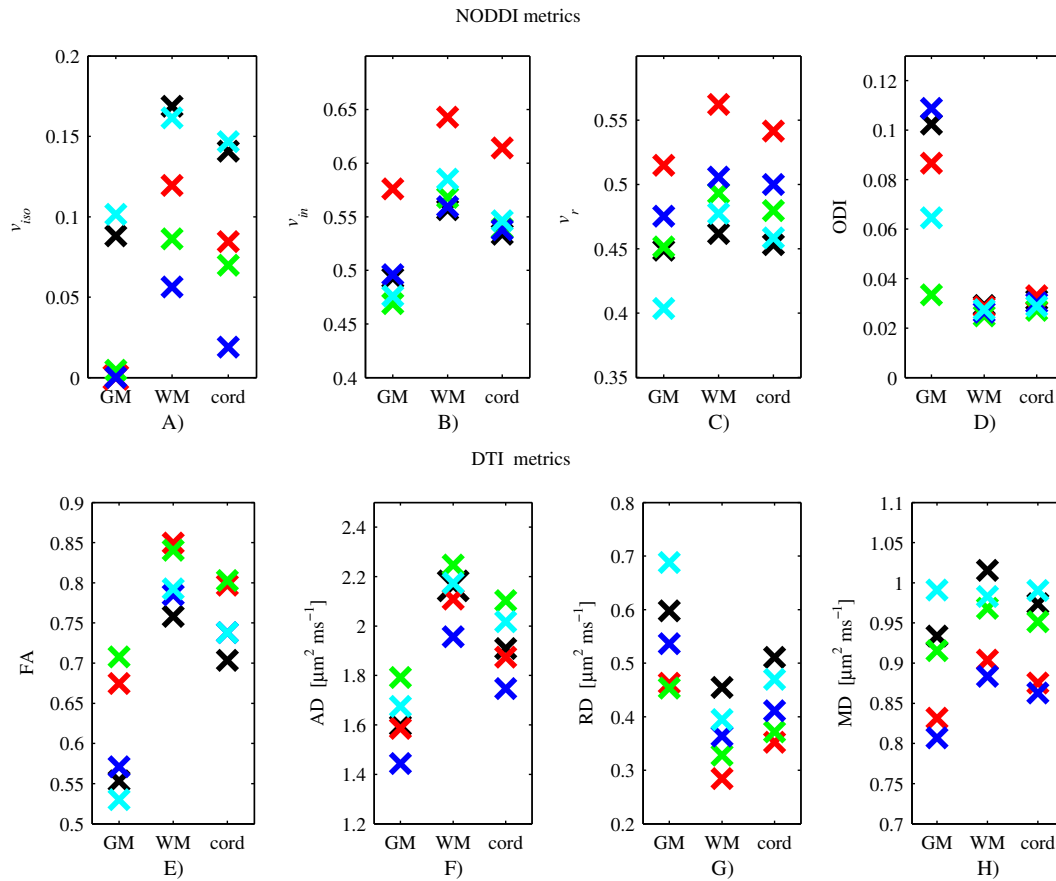 NODDI metrics
0.2
0.15
0.1
0.05
0
v_iso
GM WM cord
A)
0.65
0.6
0.55
0.5
0.45
0.4
v_in
GM WM cord
B)
0.55
0.5
0.45
0.4
0.35
v_r
GM WM cord
C)
0.12
0.1
0.08
0.06
0.04
0.02
0
ODI
GM WM cord
D)
DTI metrics
0.9
0.85
0.8
0.75
0.7
0.65
0.6
0.55
0.5
FA
GM WM cord
E)
2.4
2.2
2
1.8
1.6
1.4
1.2
AD [μm² ms⁻¹]
GM WM cord
F)
0.8
0.7
0.6
0.5
0.4
0.3
0.2
RD [μm² ms⁻¹]
GM WM cord
G)
1.1
1.05
1
0.95
0.9
0.85
0.8
0.75
0.7
MD [μm² ms⁻¹]
GM WM cord
H)